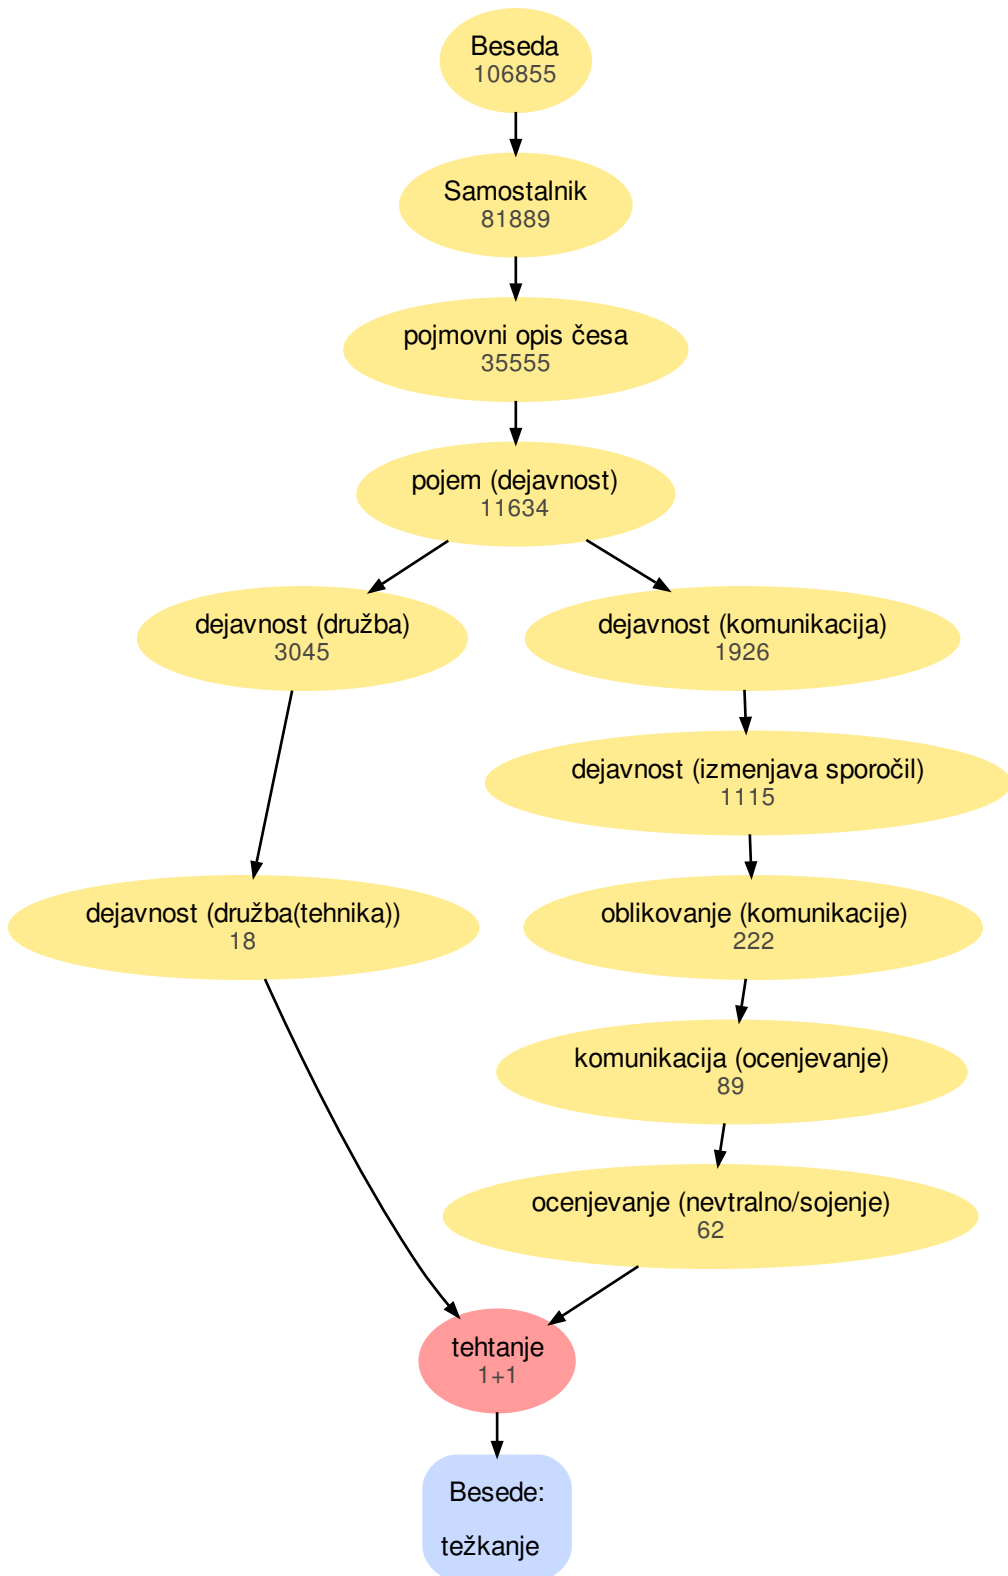 Beseda
106855
Samostalnik
81889
pojmovni opis česa
35555
pojem (dejavnost)
11634
dejavnost (družba)
3045
dejavnost (komunikacija)
1926
dejavnost (izmenjava sporočil)
1115
dejavnost (družba(tehnika))
18
oblikovanje (komunikacije)
222
komunikacija (ocenjevanje)
89
ocenjevanje (nevtralno/sojenje)
62
tehtanje
1+1
Besede:
težkanje